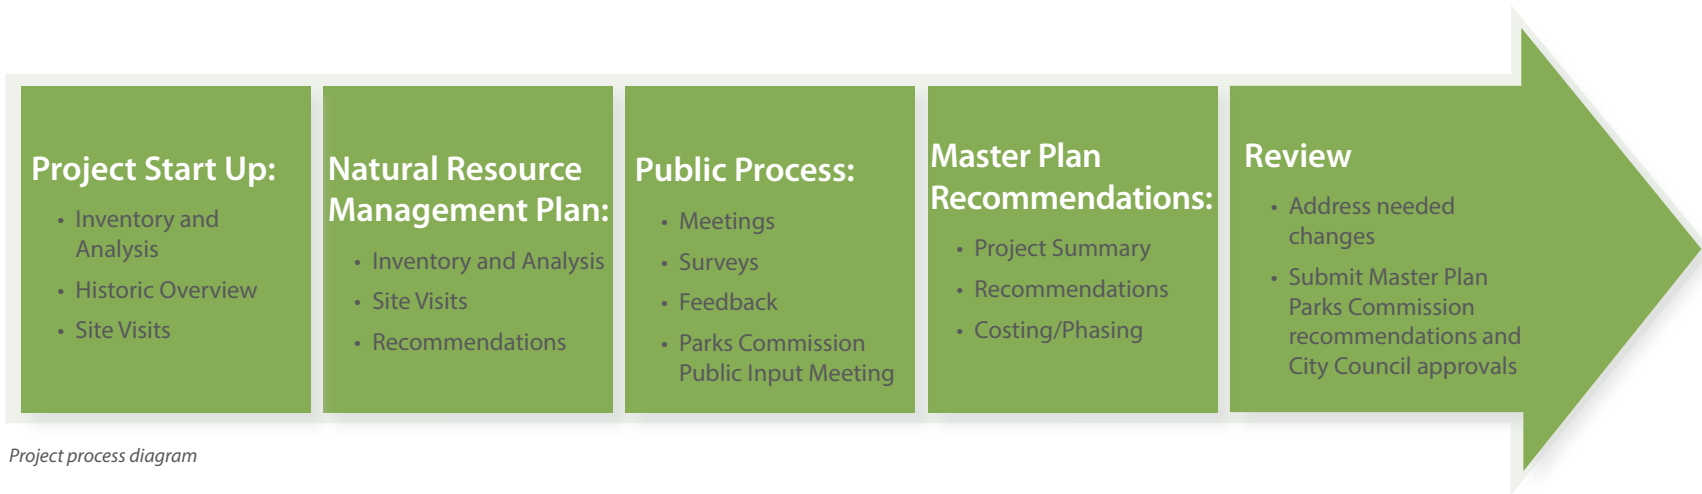 Project Start Up:
• Inventory and
Analysis
• Historic Overview
• Site Visits
Natural Resource
Management Plan:
• Inventory and Analysis
• Site Visits
• Recommendations
Public Process:
• Meetings
• Surveys
• Feedback
• Parks Commission
Public Input Meeting
Master Plan
Recommendations:
• Project Summary
• Recommendations
• Costing/Phasing
Review
• Address needed
changes
• Submit Master Plan
Parks Commission
recommendations and
City Council approvals
Project process diagram